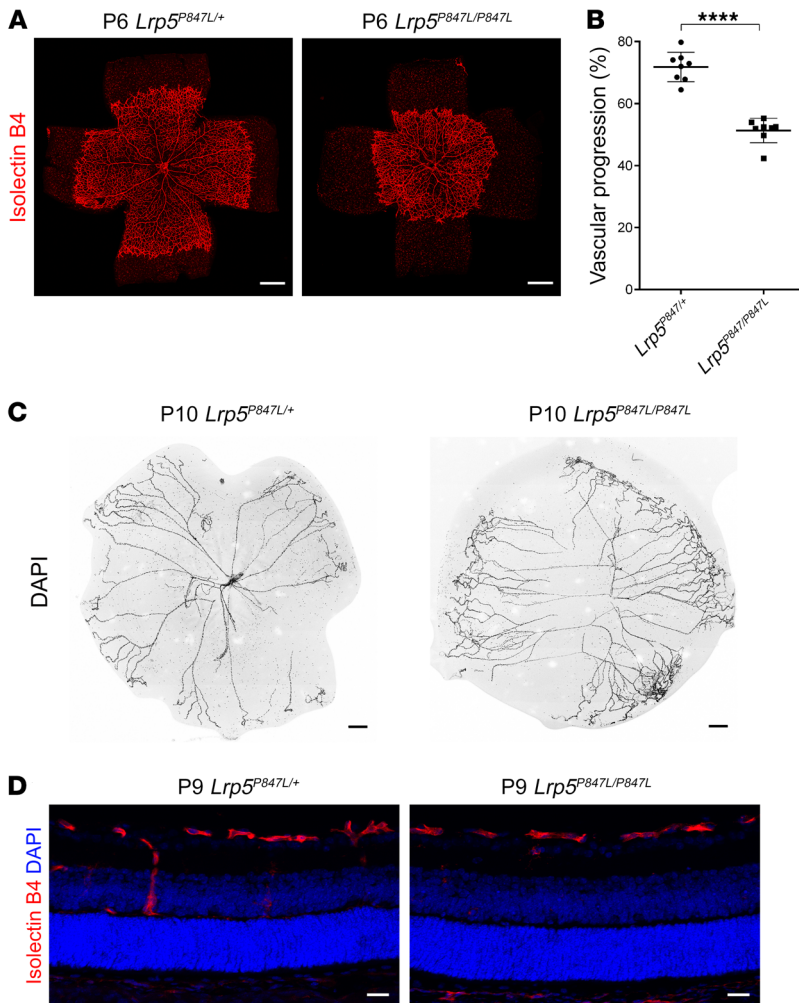 A
P6 Lrp5P847L/+
P6 Lrp5P847L/P847L
Isolectin B4
B
****
Vascular progression (%)
80
60
40
20
0
Lrp5P847/+
Lrp5P847/P847L
C
P10 Lrp5P847L/+
P10 Lrp5P847L/P847L
DAPI
D
P9 Lrp5P847L/+
P9 Lrp5P847L/P847L
Isolectin B4 DAPI